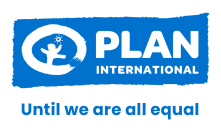 PLAN
INTERNATIONAL
Until we are all equal